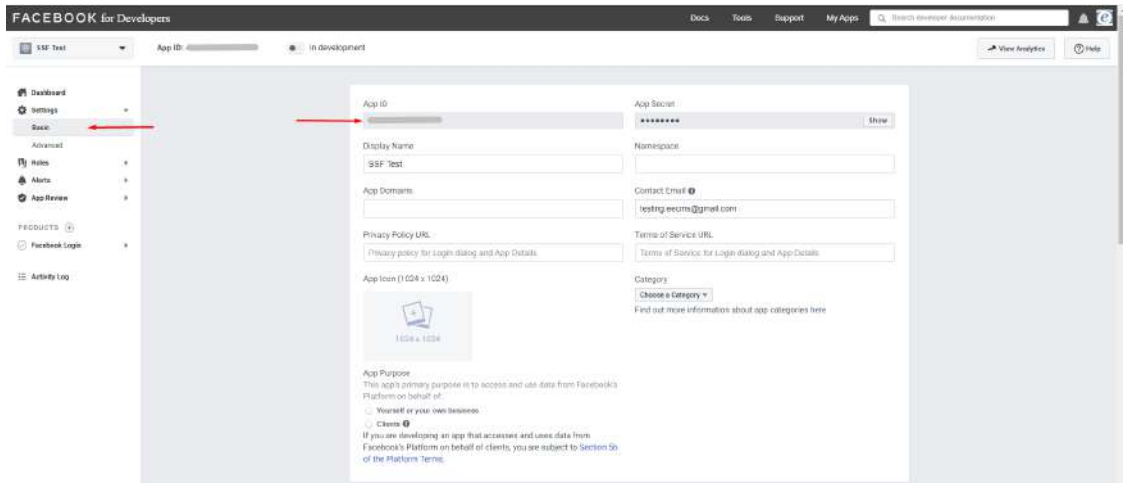 FACEBOOK for Developers
Docs Tools Support My Apps Search developer documentation
SSF Test App ID: In development View Analytics Help
Dashboard
Settings
Basic
Advanced
Roles
Alerts
App Review
PRODUCTS
Facebook Login
Activity Log
App ID App Secret
Show
Display Name Namespace
SSF Test
App Domains Contact Email
testing.eecms@gmail.com
Privacy Policy URL Terms of Service URL
Privacy policy for Login dialog and App Details Terms of Service for Login dialog and App Details
App Icon (1024 x 1024) Category
Choose a Category
Find out more information about app categories here
1024 x 1024
App Purpose
This app's primary purpose is to access and use data from Facebook's
Platform on behalf of:
Yourself or your own business
Clients
If you are developing an app that accesses and uses data from
Facebook's Platform on behalf of clients, you are subject to Section 5b
of the Platform Terms.